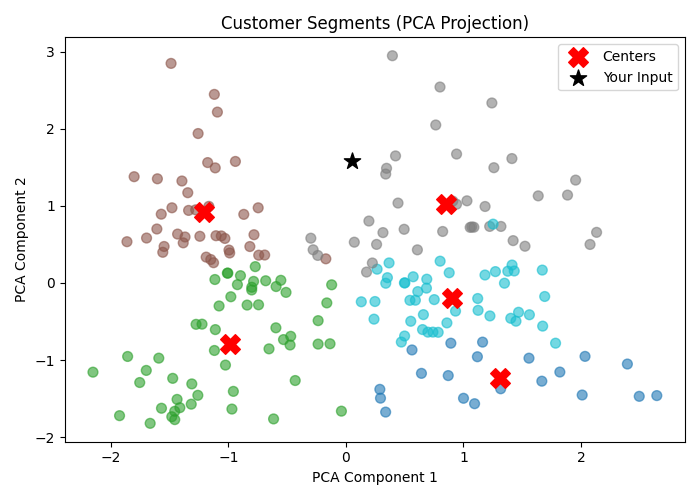 Customer Segments (PCA Projection)
Centers
Your Input
PCA Component 2
3
2
1
0
−1
−2
−2
−1
0
1
2
PCA Component 1